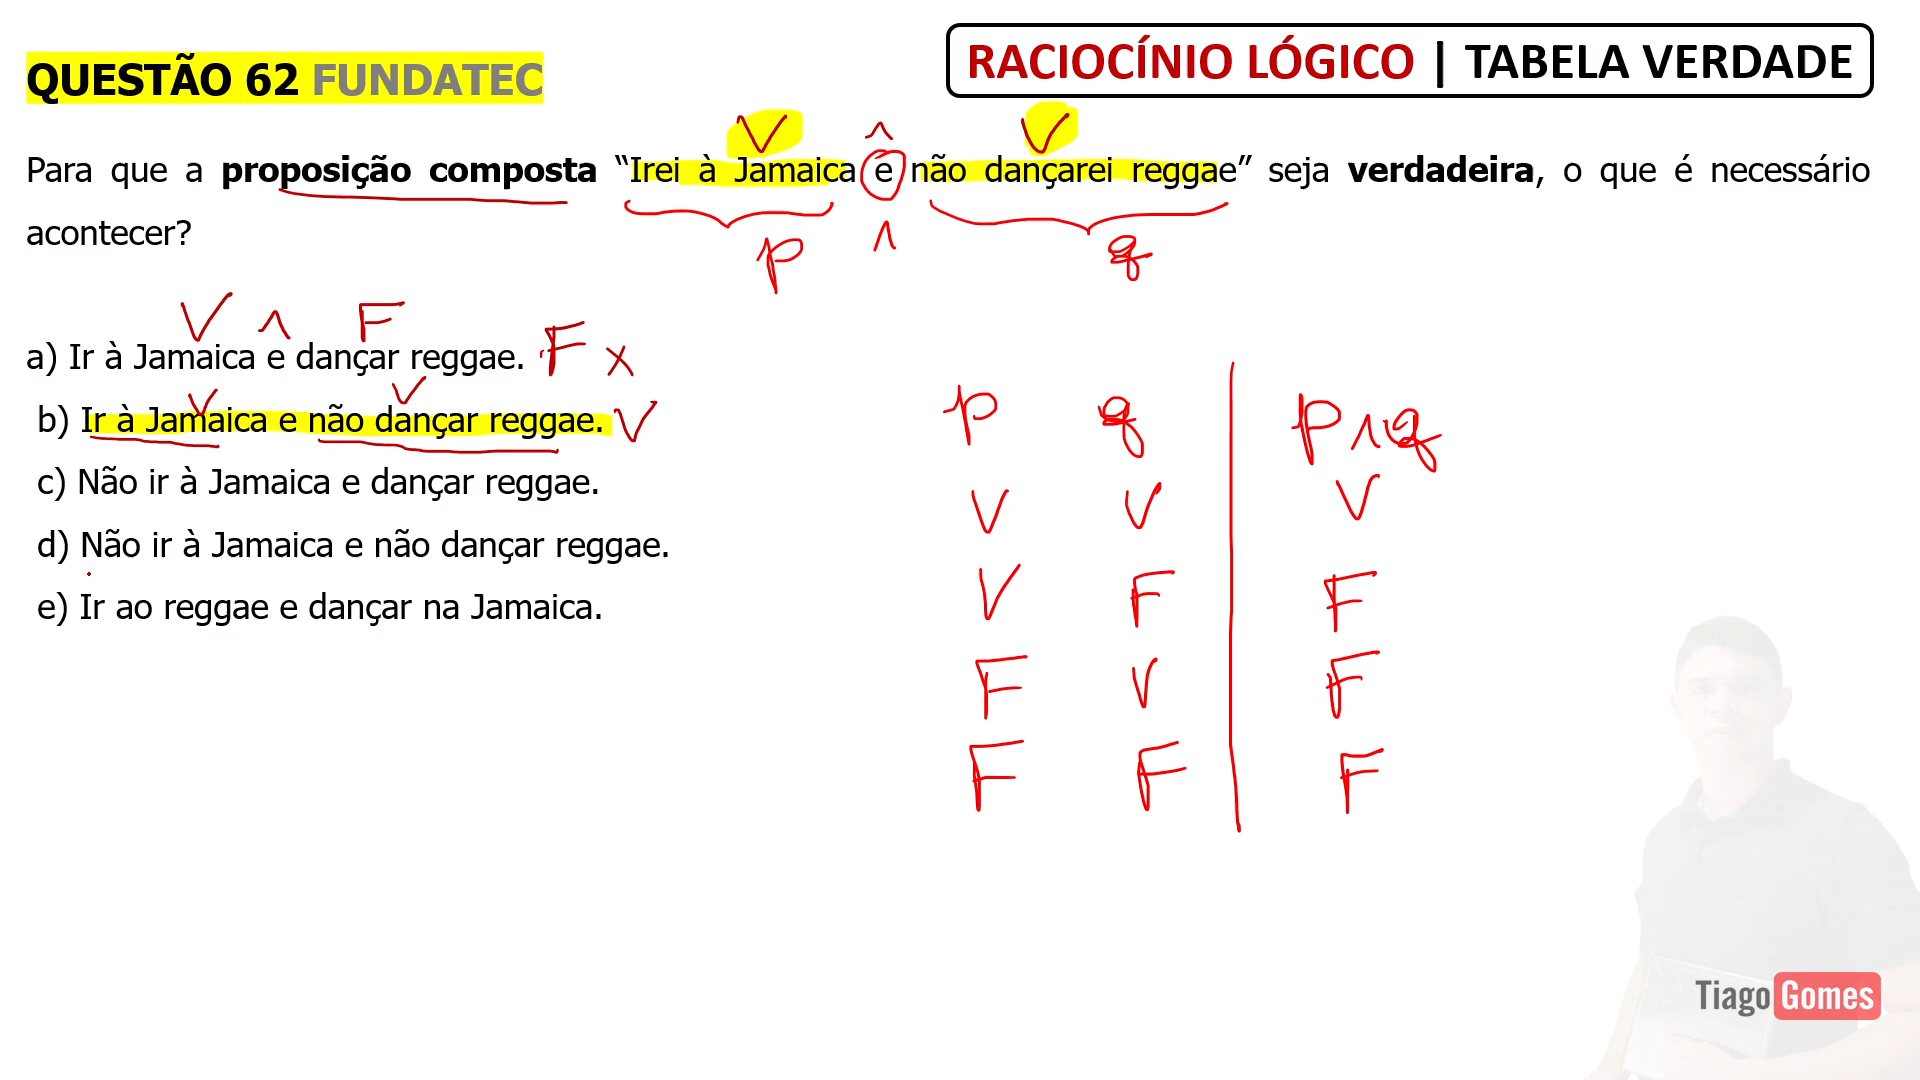 QUESTÃO 62 FUNDATEC
RACIOCÍNIO LÓGICO | TABELA VERDADE
V ^ V
Para que a proposição composta “Irei à Jamaica e não dançarei reggae” seja verdadeira, o que é necessário
acontecer?
p ^ q
V ^ F
a) Ir à Jamaica e dançar reggae. F x
V V
b) Ir à Jamaica e não dançar reggae. V
c) Não ir à Jamaica e dançar reggae.
d) Não ir à Jamaica e não dançar reggae.
e) Ir ao reggae e dançar na Jamaica.
p q p^q
V V V
V F F
F V F
F F F
Tiago Gomes